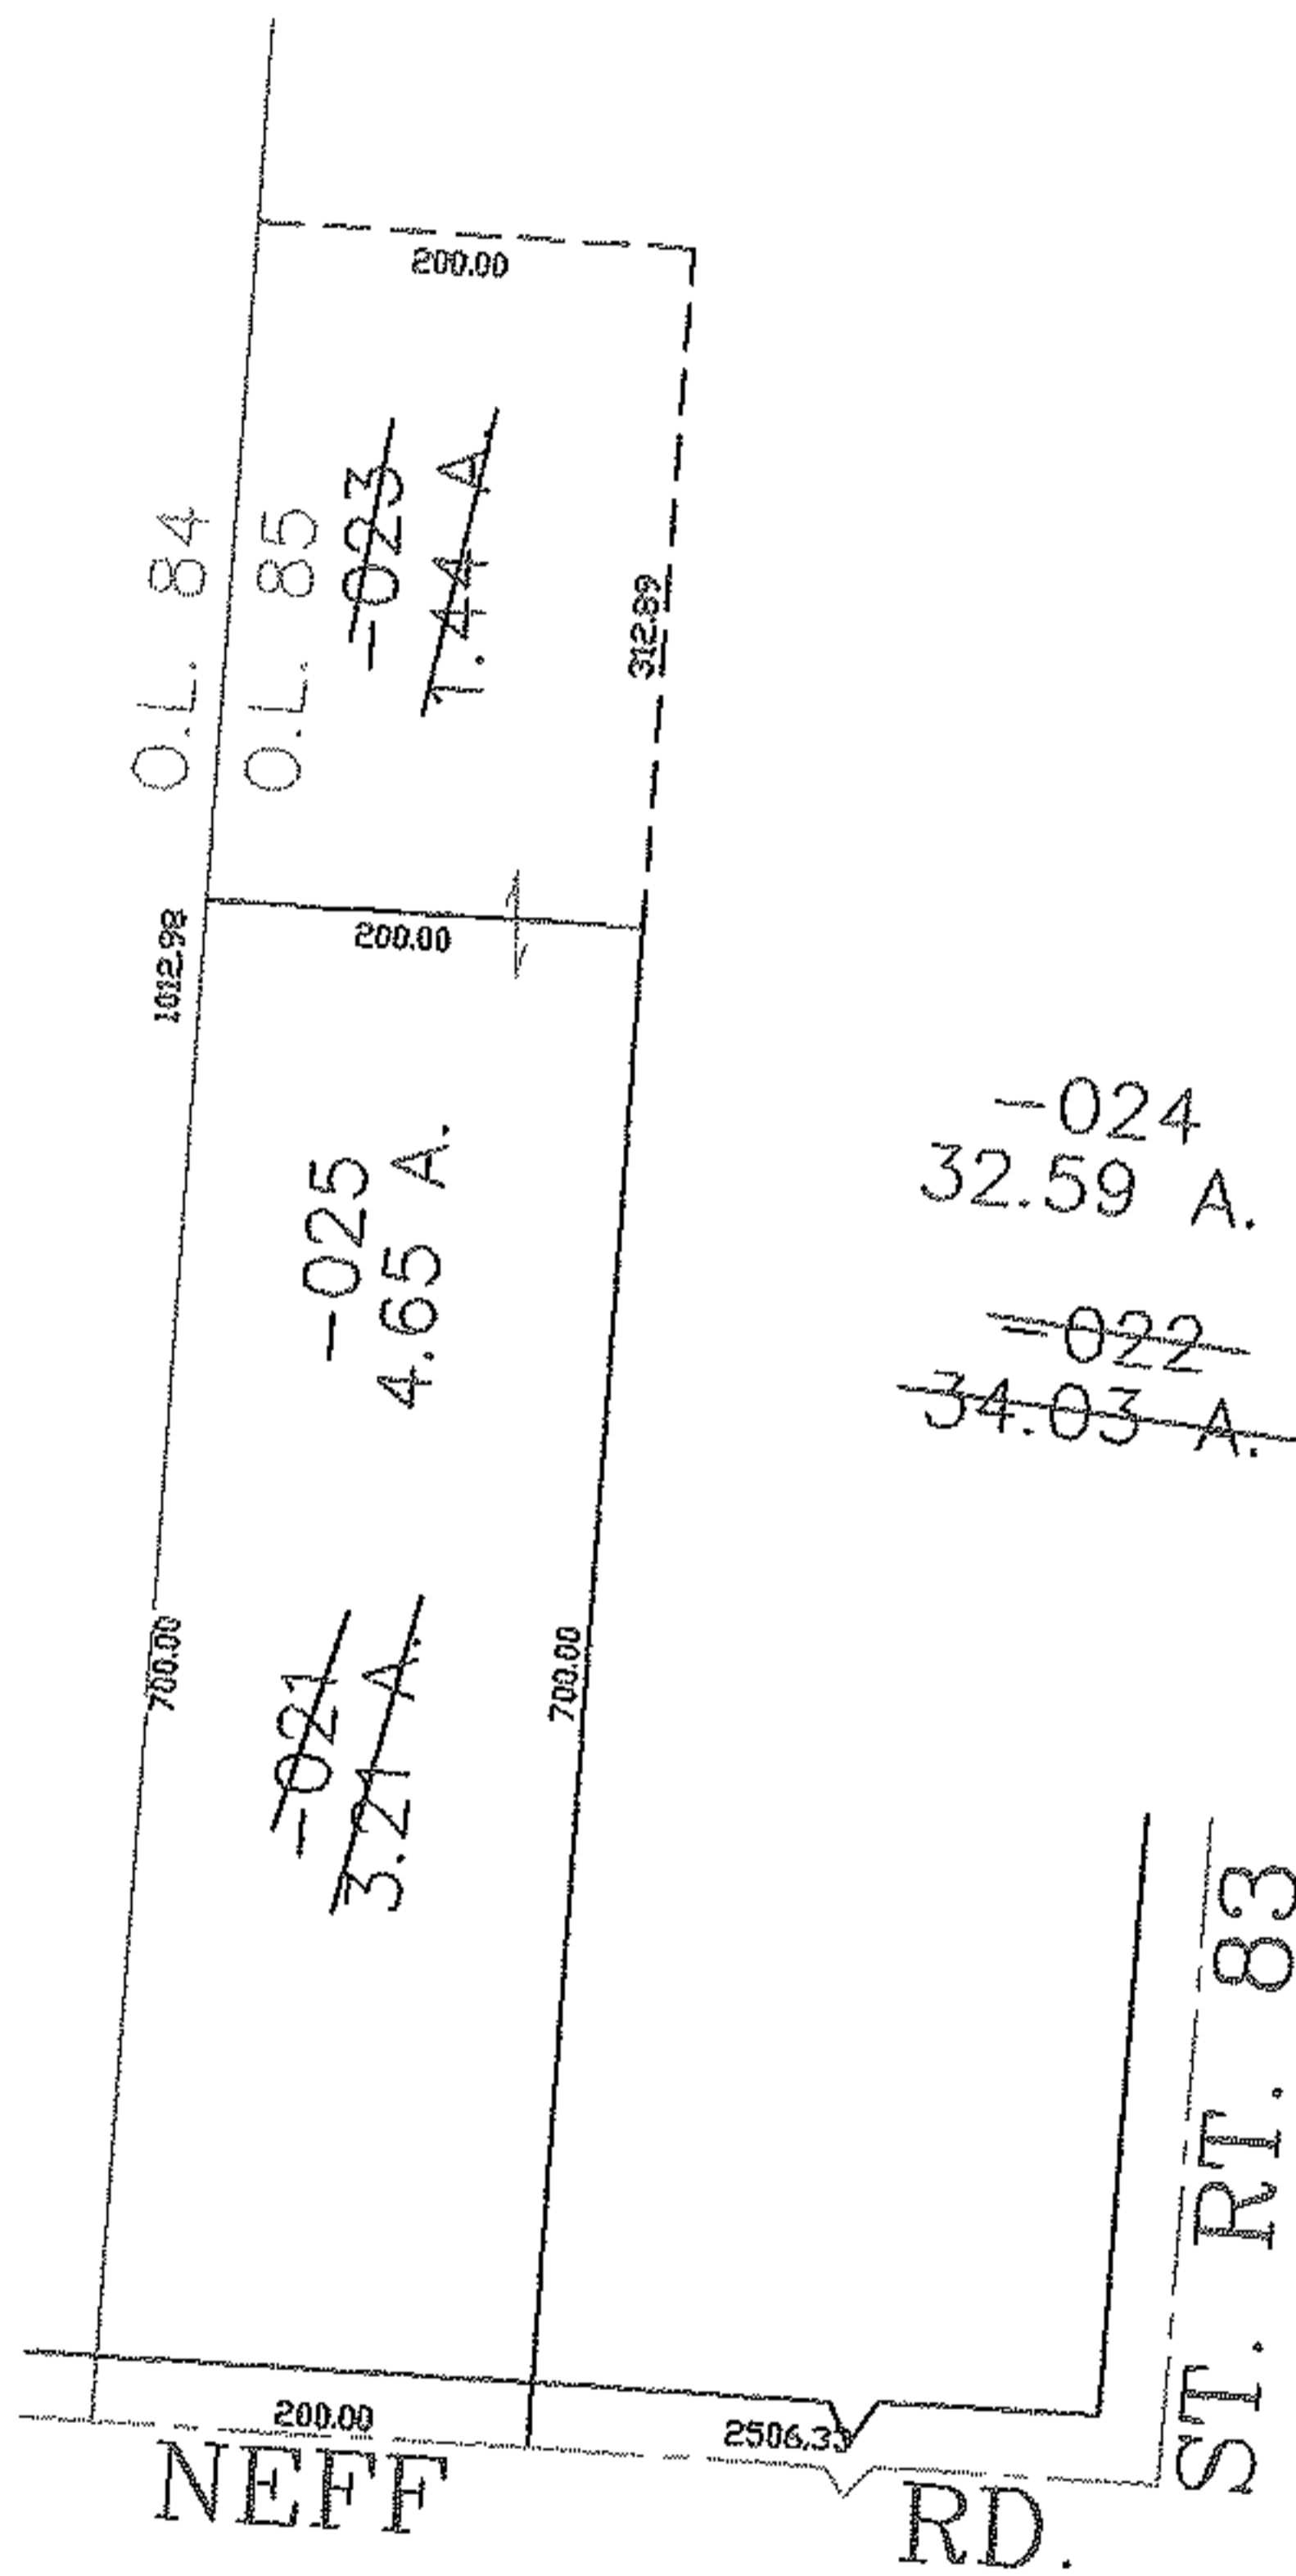 200.00
O.L. 84
O.L. 85
-023
1.44 A.
312.89
200.00
1012.98
-025
4.65 A.
-024
32.59 A.
-022
34.03 A.
700.00
-021
3.21 A.
700.00
ST. RT. 83
200.00
2506.33
NEFF RD.